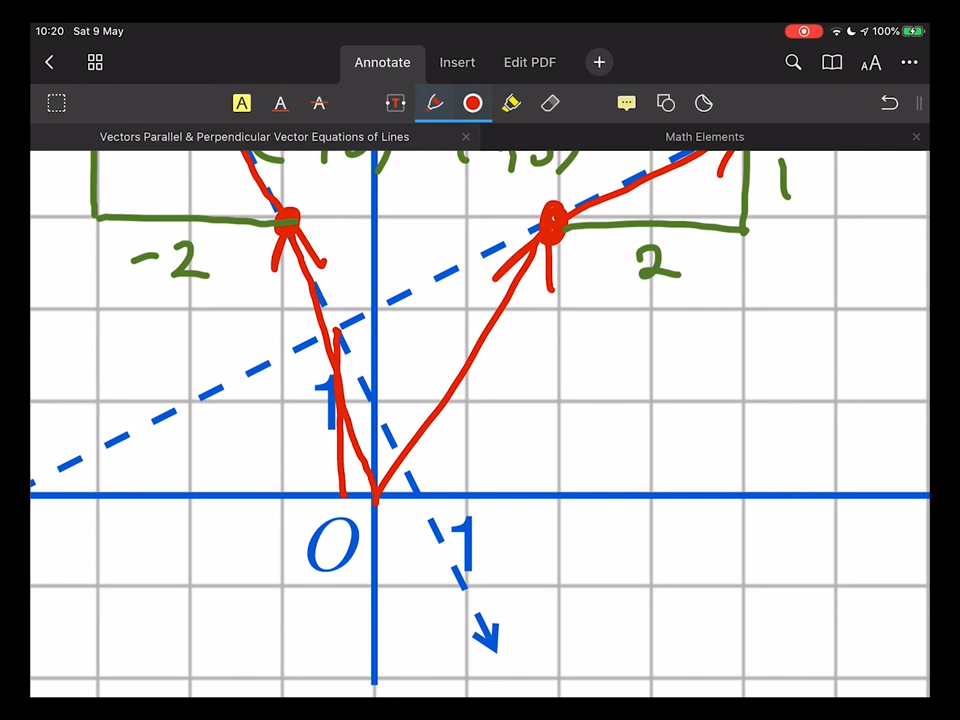 10:20 Sat 9 May 100%
Annotate Insert Edit PDF
A A A T AA
Vectors Parallel & Perpendicular Vector Equations of Lines Math Elements
1
-2 2
1
O 1